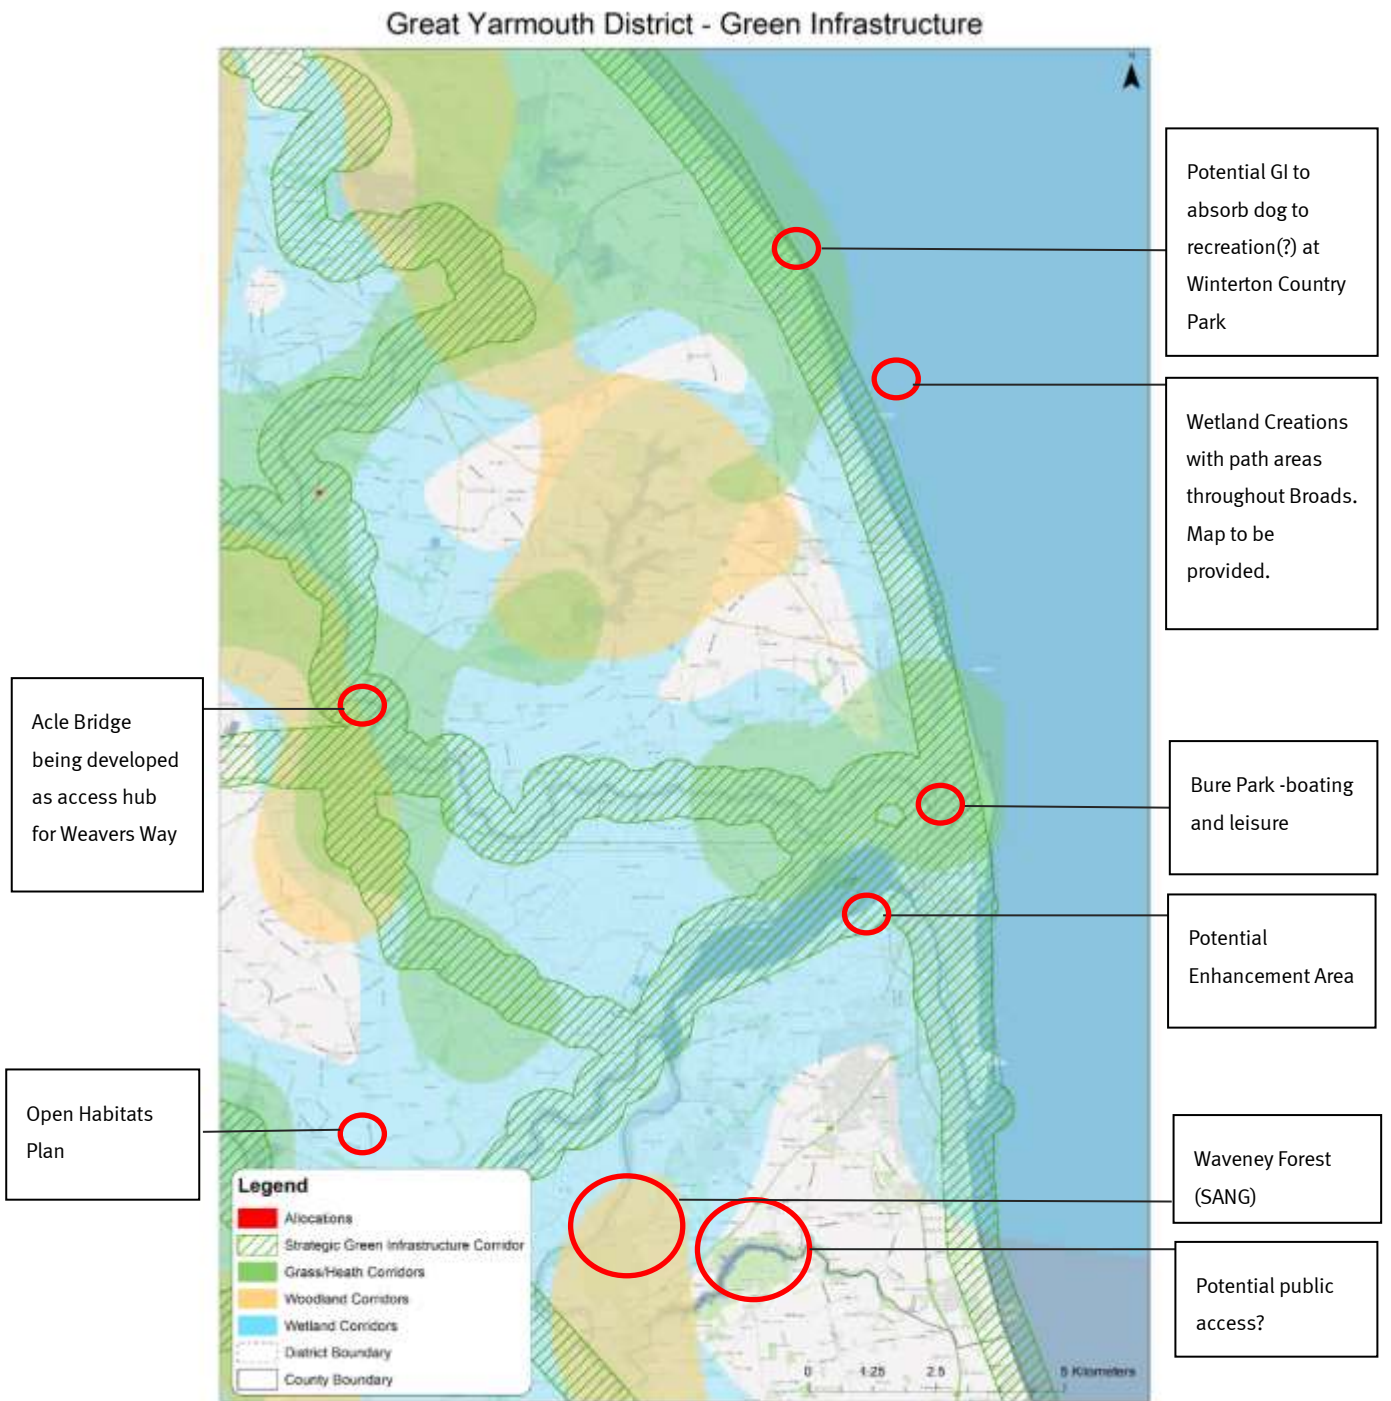 Great Yarmouth District - Green Infrastructure
Potential GI to
absorb dog to
recreation(?) at
Winterton Country
Park
Wetland Creations
with path areas
throughout Broads.
Map to be
provided.
Acle Bridge
being developed
as access hub
for Weavers Way
Bure Park -boating
and leisure
Potential
Enhancement Area
Open Habitats
Plan
Waveney Forest
(SANG)
Potential public
access?
Legend
Allocations
Strategic Green Infrastructure Corridor
Grass/Heath Corridors
Woodland Corridors
Wetland Corridors
District Boundary
County Boundary
0 1.25 2.5 5 Kilometers